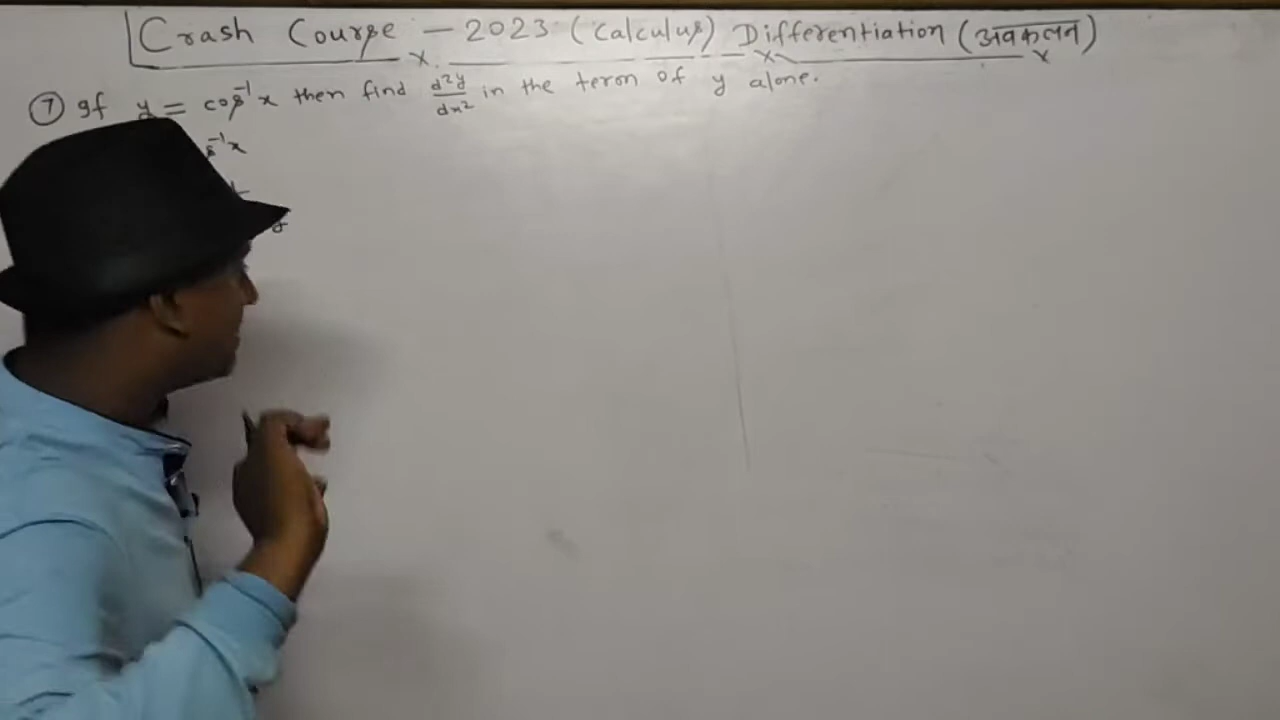 Crash Course - 2023 (Calculus) Differentiation (अवकलन)
⑦ If y = cos⁻¹x then find d²y/dx² in the term of y alone.
s⁻¹x